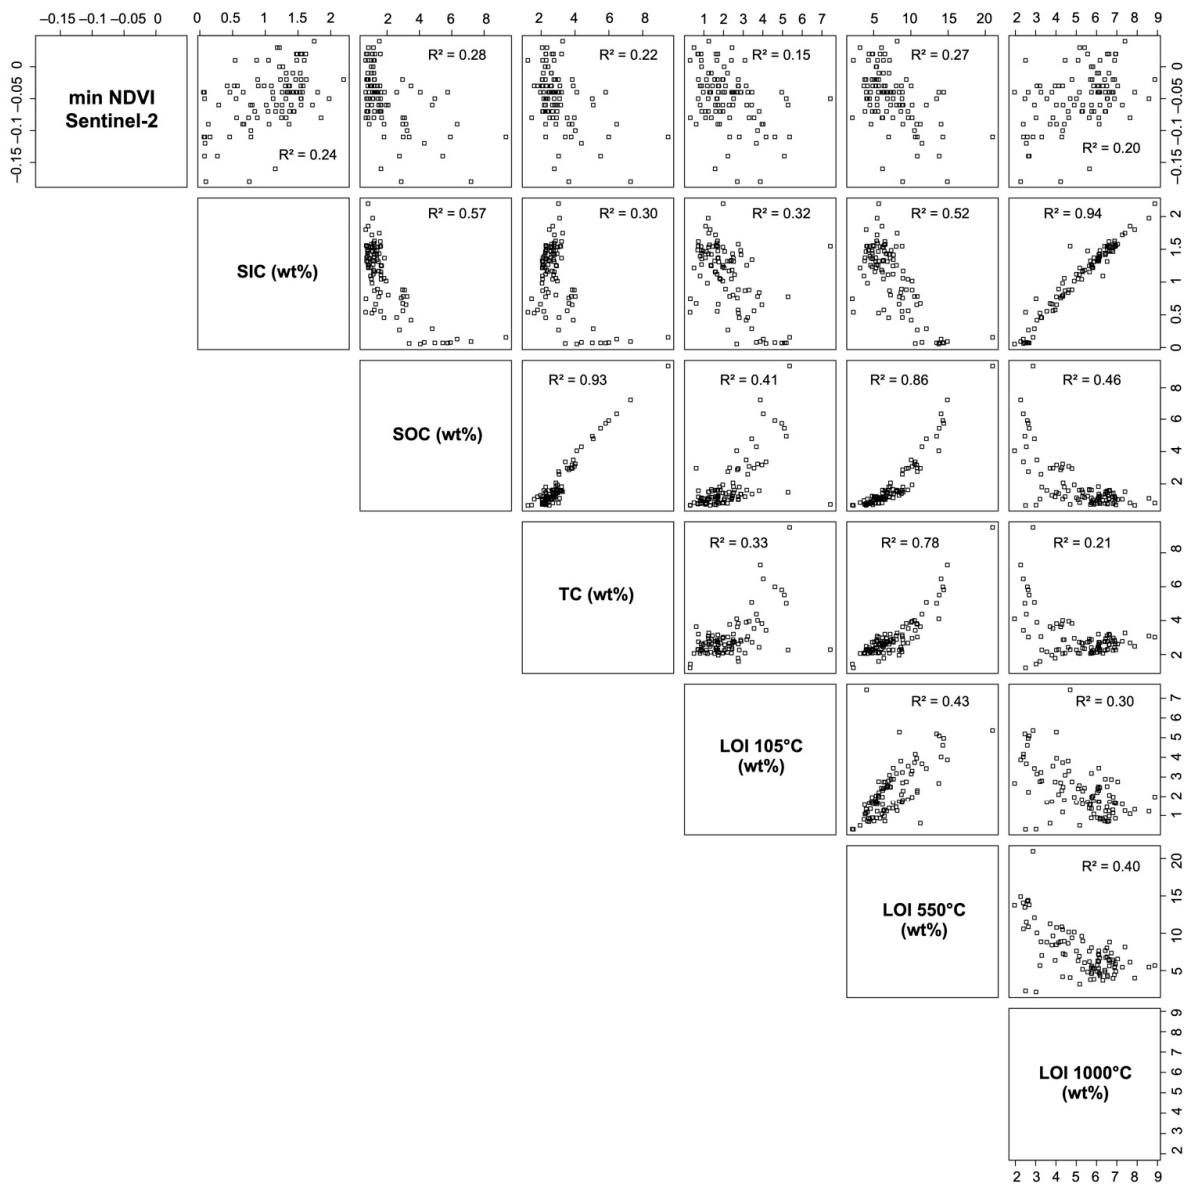 −0.15 −0.1 −0.05 0 0 0.5 1 1.5 2 2 4 6 8 2 4 6 8 1 2 3 4 5 6 7 5 10 15 20 2 3 4 5 6 7 8 9
−0.15 −0.1 −0.05 0
min NDVI
Sentinel-2
R² = 0.24
R² = 0.28
R² = 0.22
R² = 0.15
R² = 0.27
R² = 0.20
−0.15 −0.1 −0.05 0
SIC (wt%)
R² = 0.57
R² = 0.30
R² = 0.32
R² = 0.52
R² = 0.94
0 0.5 1 1.5 2
SOC (wt%)
R² = 0.93
R² = 0.41
R² = 0.86
R² = 0.46
2 4 6 8
TC (wt%)
R² = 0.33
R² = 0.78
R² = 0.21
2 4 6 8
LOI 105°C
(wt%)
R² = 0.43
R² = 0.30
1 2 3 4 5 6 7
LOI 550°C
(wt%)
R² = 0.40
5 10 15 20
LOI 1000°C
(wt%)
2 3 4 5 6 7 8 9
2 3 4 5 6 7 8 9